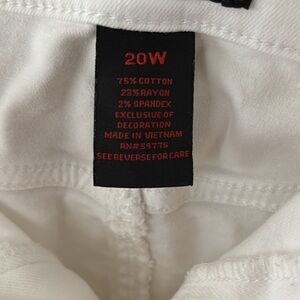 20W
75% COTTON
23% RAYON
2% SPANDEX
EXCLUSIVE OF
DECORATION
MADE IN VIETNAM
RN#59775
SEE REVERSE FOR CARE